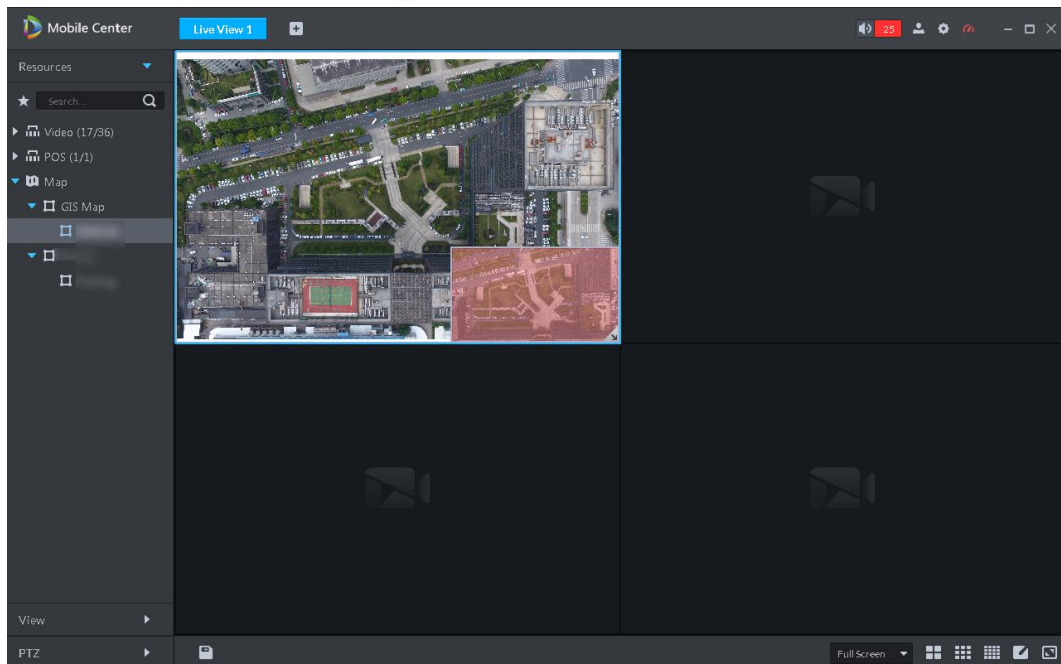 Mobile Center
Live View 1
25
Resources
Search...
Video (17/36)
POS (1/1)
Map
GIS Map
View
PTZ
Full Screen